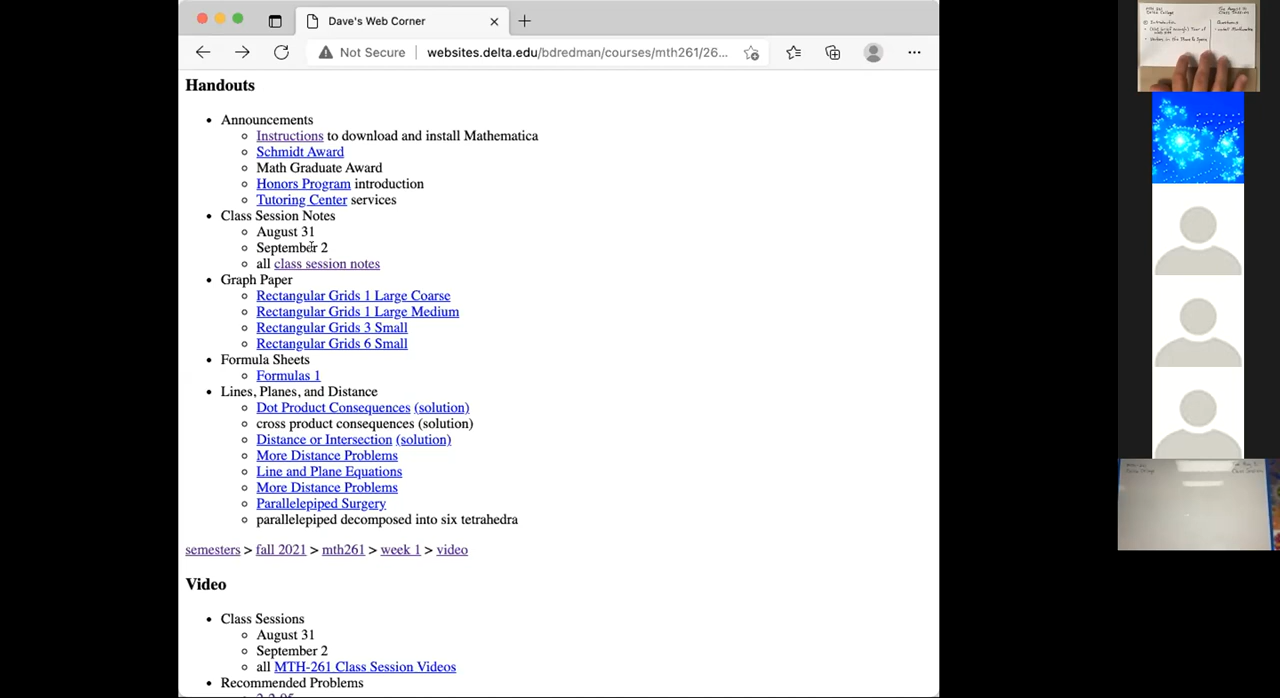 Dave's Web Corner
Not Secure
websites.delta.edu/bdredman/courses/mth261/26...
Handouts
Announcements
Instructions to download and install Mathematica
Schmidt Award
Math Graduate Award
Honors Program introduction
Tutoring Center services
Class Session Notes
August 31
September 2
all class session notes
Graph Paper
Rectangular Grids 1 Large Coarse
Rectangular Grids 1 Large Medium
Rectangular Grids 3 Small
Rectangular Grids 6 Small
Formula Sheets
Formulas 1
Lines, Planes, and Distance
Dot Product Consequences (solution)
cross product consequences (solution)
Distance or Intersection (solution)
More Distance Problems
Line and Plane Equations
More Distance Problems
Parallelepiped Surgery
parallelepiped decomposed into six tetrahedra
semesters > fall 2021 > mth261 > week 1 > video
Video
Class Sessions
August 31
September 2
all MTH-261 Class Session Videos
Recommended Problems